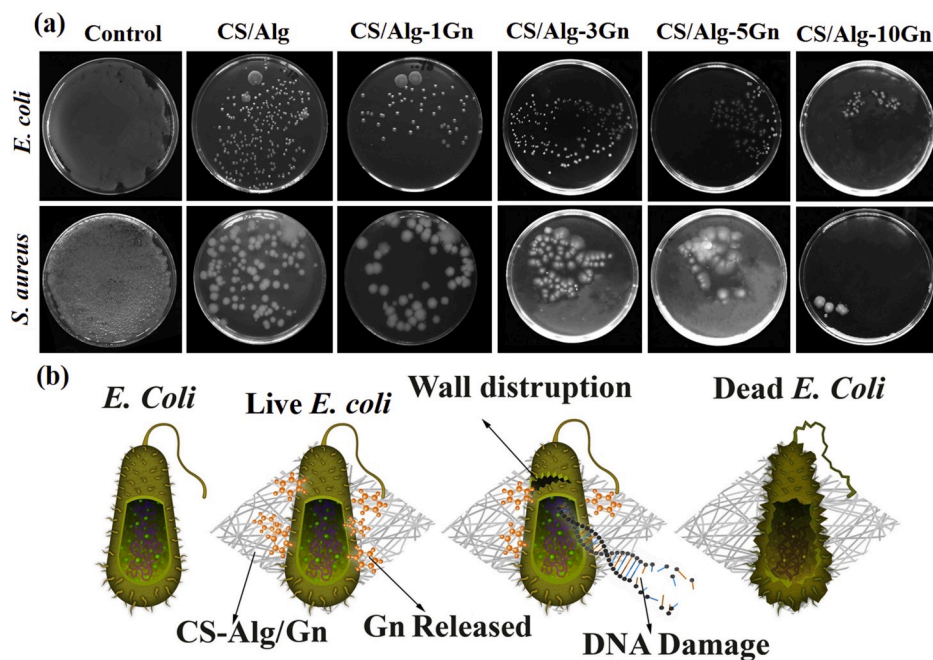 (a)
Control CS/Alg CS/Alg-1Gn CS/Alg-3Gn CS/Alg-5Gn CS/Alg-10Gn
E. coli
S. aureus
(b)
E. Coli
Live E. coli
Wall distruption
Dead E. Coli
CS-Alg/Gn
Gn Released
DNA Damage